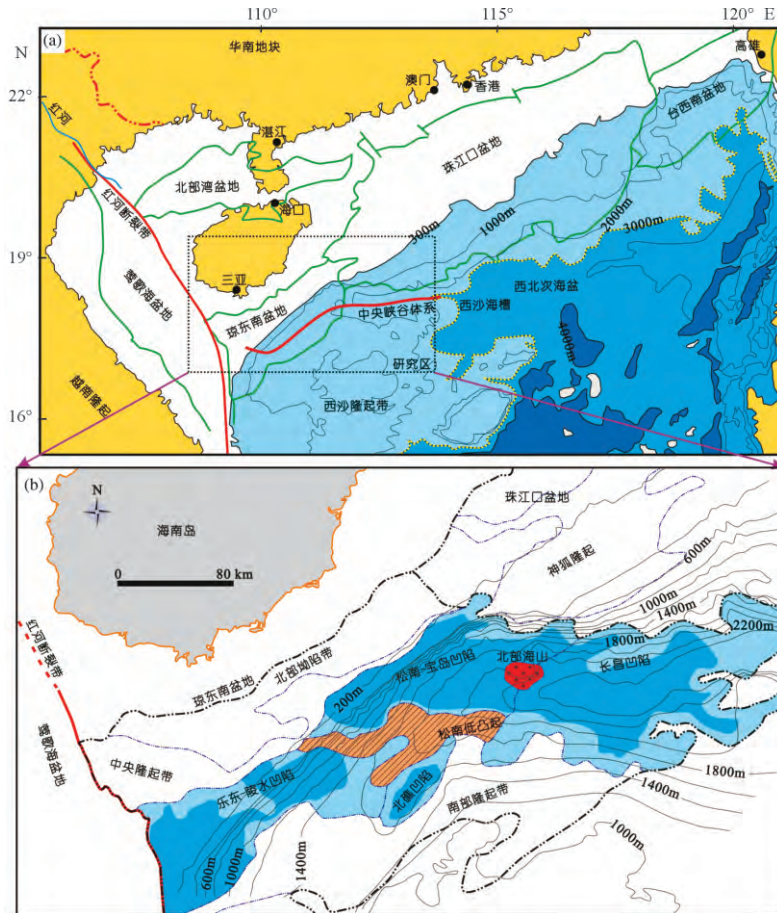 110°
115°
120° E
N
(a)
华南地块
高雄
澳门
香港
22°
红河
台西南盆地
湛江
珠江口盆地
北部湾盆地
红河断裂带
海口
300m
1000m
2000m
3000m
19°
三亚
莺歌海盆地
琼东南盆地
中央峡谷体系
西沙海槽
西北次海盆
4000m
研究区
越南隆起
西沙隆起带
16°
(b)
N
珠江口盆地
海南岛
神狐隆起
600m
0
80 km
1000m
1400m
2200m
红河断裂带
1800m
北部坳陷带
松南-宝岛凹陷
北部海山
长昌凹陷
琼东南盆地
200m
松南低凸起
莺歌海盆地
中央隆起带
1800m
乐东-陵水凹陷
北礁凹陷
南部隆起带
1400m
1000m
600m
1000m
1400m